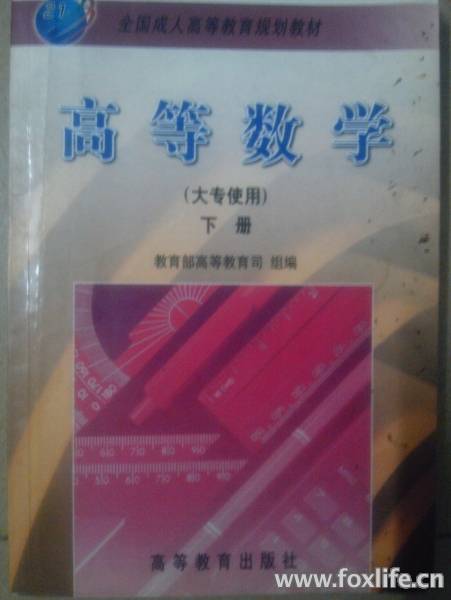 21
全国成人高等教育规划教材
高等数学
(大专使用)
下册
教育部高等教育司 组编
高等教育出版社
www.foxlife.cn